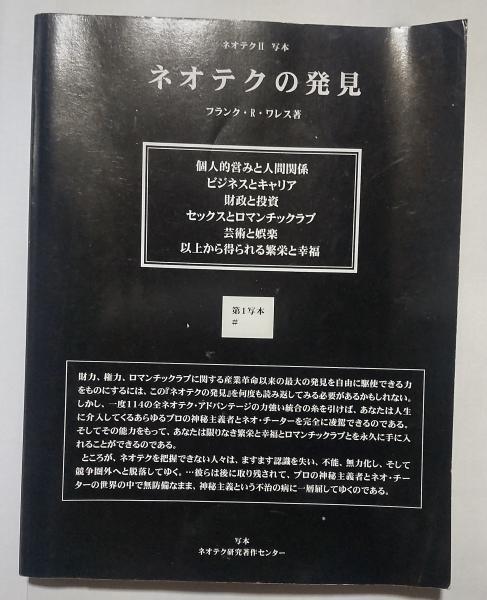 ネオテクⅡ 写本
ネオテクの発見
フランク・R・ワレス著
個人的営みと人間関係
ビジネスとキャリア
財政と投資
セックスとロマンチックラブ
芸術と娯楽
以上から得られる繁栄と幸福
第1写本
#
財力、権力、ロマンチックラブに関する産業革命以来の最大の発見を自由に駆使できる力
をものにするには、この『ネオテクの発見』を何度も読み返してみる必要があるかもしれない。
しかし、一度114の全ネオテク・アドバンテージの力強い統合の糸を引けば、あなたは人生
に介入してくるあらゆるプロの神秘主義者とネオ・チーターを完全に凌駕できるのである。
そしてその能力をもって、あなたは限りなき繁栄と幸福とロマンチックラブとを永久に手に入
れることができるのである。
ところが、ネオテクを把握できない人々は、ますます認識を失い、不能、無力化し、そして
競争圏外へと脱落してゆく。…彼らは後に取り残されて、プロの神秘主義者とネオ・チー
ターの世界の中で無防備なまま、神秘主義という不治の病に一層屈してゆくのである。
写本
ネオテク研究著作センター